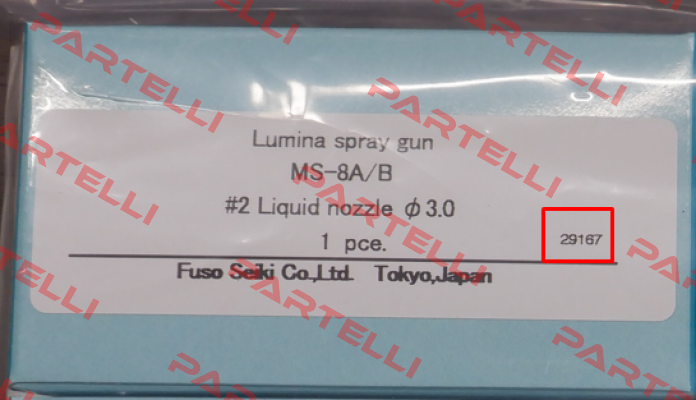 Lumina spray gun
MS-8A/B
#2 Liquid nozzle φ3.0
1 pce.
29167
Fuso Seiki Co.,Ltd. Tokyo,Japan
PARTELLI
PARTELLI
PARTELLI
PARTELLI
PARTELLI
PARTELLI
PARTELLI